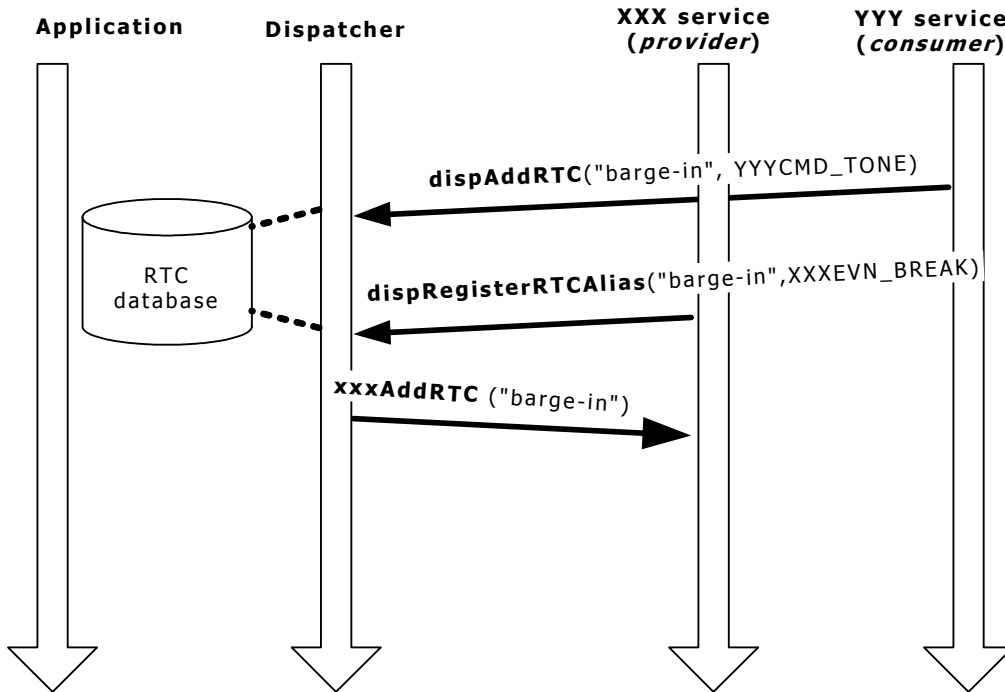 Application
Dispatcher
XXX service
(provider)
YYY service
(consumer)
dispAddRTC("barge-in", YYYCMD_TONE)
RTC
database
dispRegisterRTCAlias("barge-in",XXXEVN_BREAK)
xxxAddRTC ("barge-in")